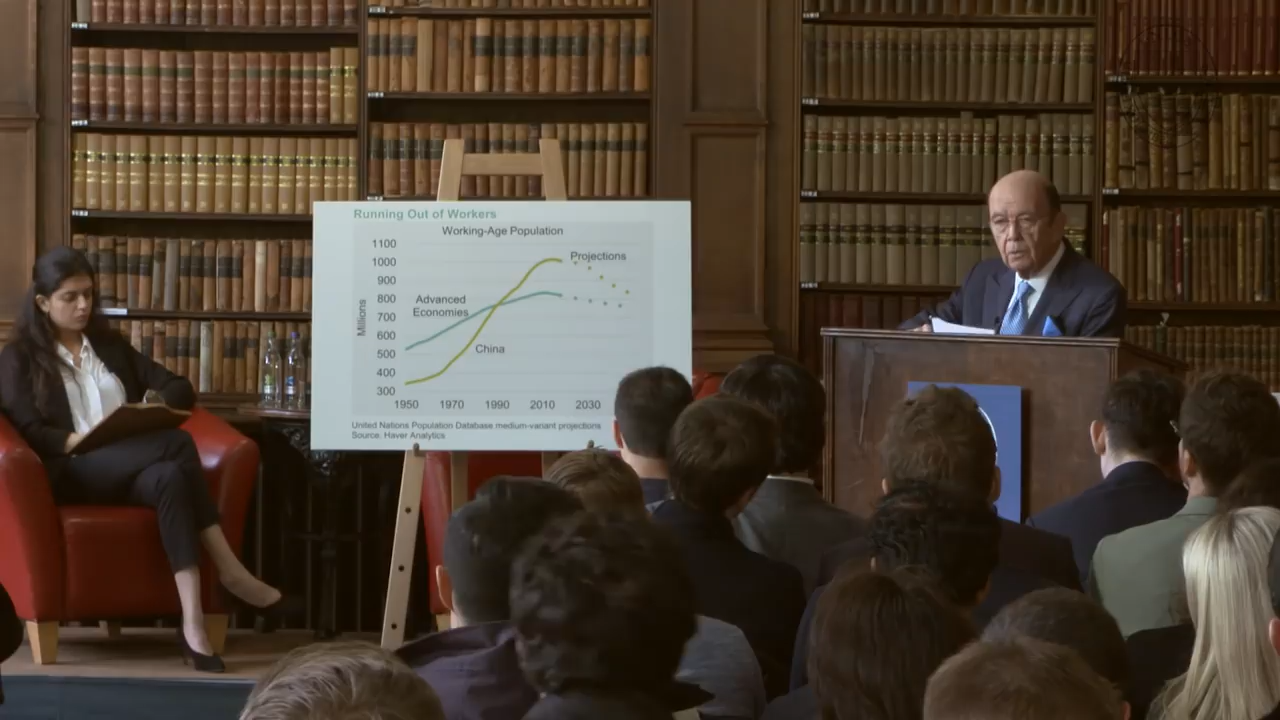 Running Out of Workers
Working-Age Population
1100
1000
900
800
700
600
500
400
300
Millions
Projections
Advanced
Economies
China
1950 1970 1990 2010 2030
United Nations Population Database medium-variant projections
Source: Haver Analytics